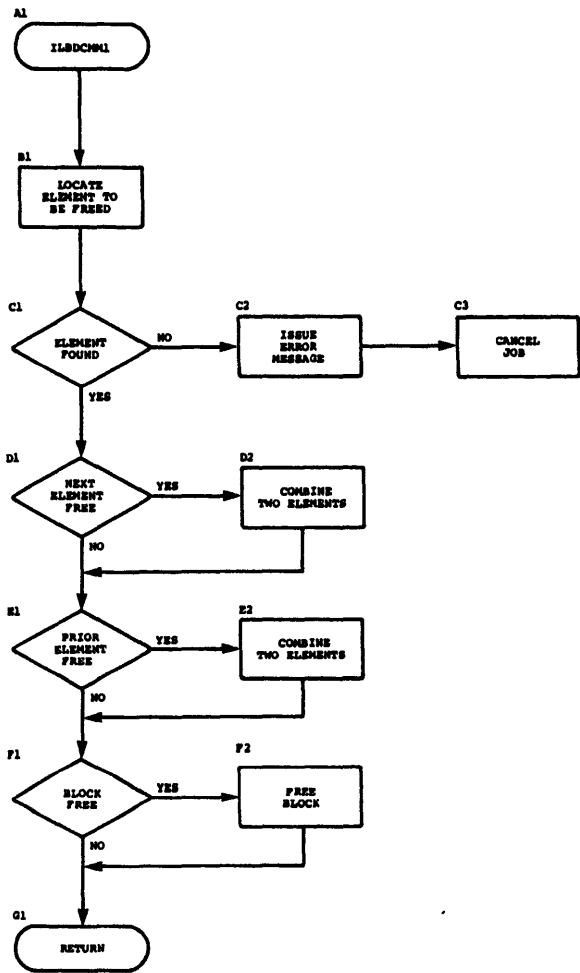 A1
ILBDCMM1
B1
LOCATE
ELEMENT TO
BE FREED
C1
ELEMENT
FOUND
NO
C2
ISSUE
ERROR
MESSAGE
C3
CANCEL
JOB
YES
D1
NEXT
ELEMENT
FREE
YES
D2
COMBINE
TWO ELEMENTS
NO
E1
PRIOR
ELEMENT
FREE
YES
E2
COMBINE
TWO ELEMENTS
NO
F1
BLOCK
FREE
YES
F2
FREE
BLOCK
NO
G1
RETURN